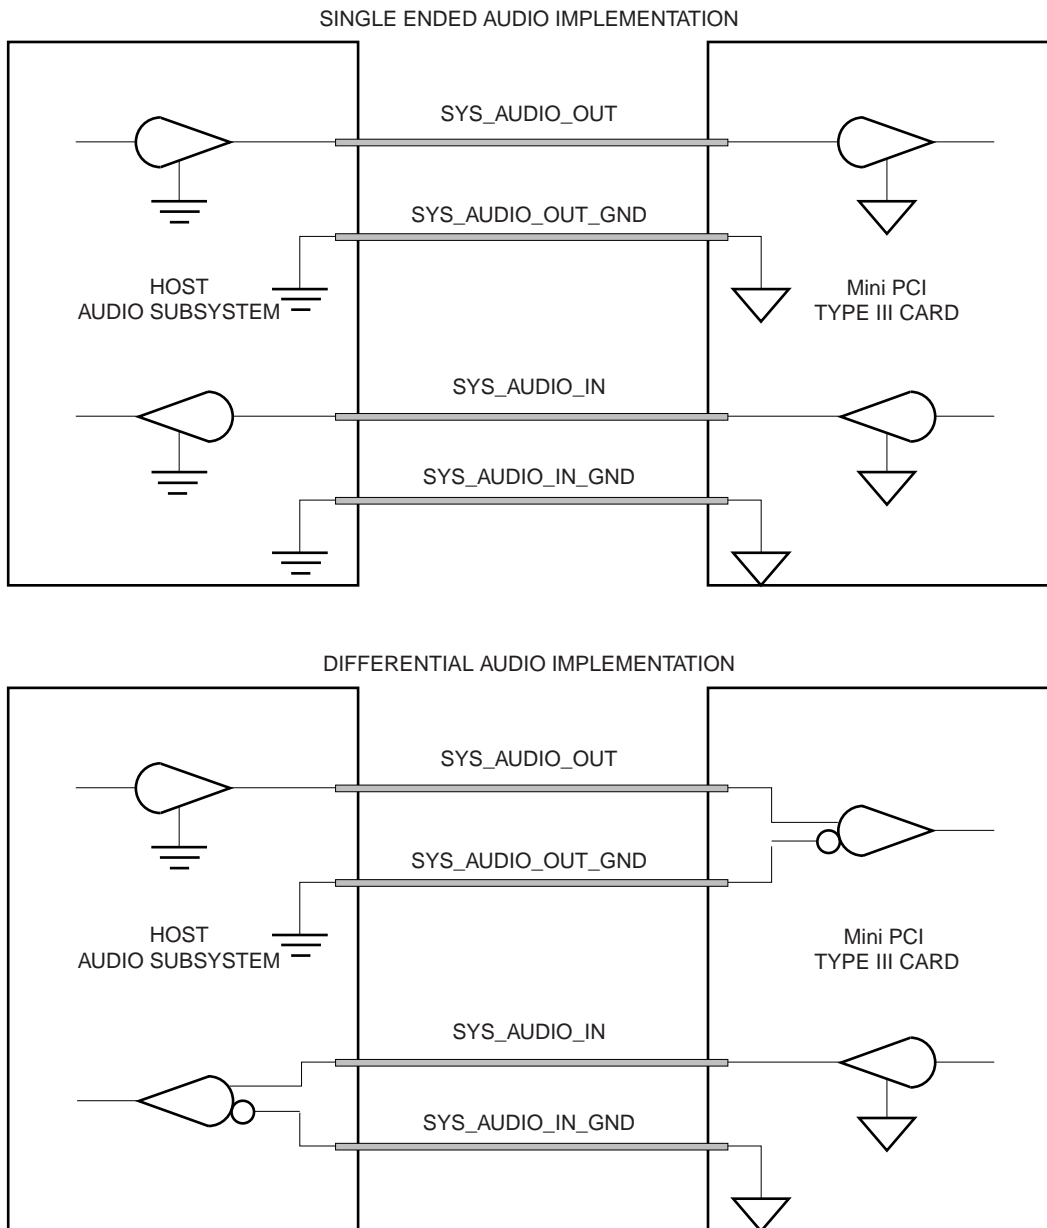 SINGLE ENDED AUDIO IMPLEMENTATION
SYS_AUDIO_OUT
SYS_AUDIO_OUT_GND
HOST
AUDIO SUBSYSTEM
Mini PCI
TYPE III CARD
SYS_AUDIO_IN
SYS_AUDIO_IN_GND
DIFFERENTIAL AUDIO IMPLEMENTATION
SYS_AUDIO_OUT
SYS_AUDIO_OUT_GND
HOST
AUDIO SUBSYSTEM
Mini PCI
TYPE III CARD
SYS_AUDIO_IN
SYS_AUDIO_IN_GND